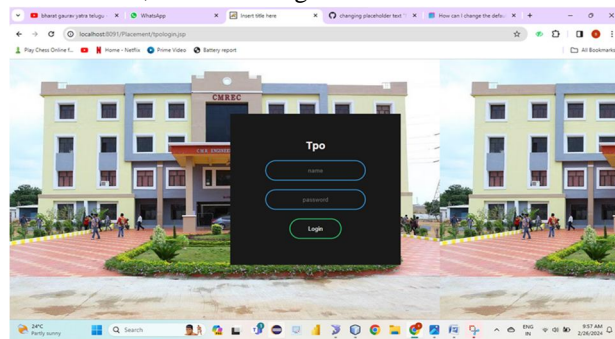 bharat gaurav yatra telugu
WhatsApp
Insert title here
changing placeholder text
How can I change the defau
localhost:8091/Placement/tpologin.jsp
Play Chess Online f...
Home - Netflix
Prime Video
Battery report
All Bookmarks
CMREC
Tpo
name
password
Login
24°C
Partly sunny
Search
ENG
IN
9:57 AM
2/26/2024